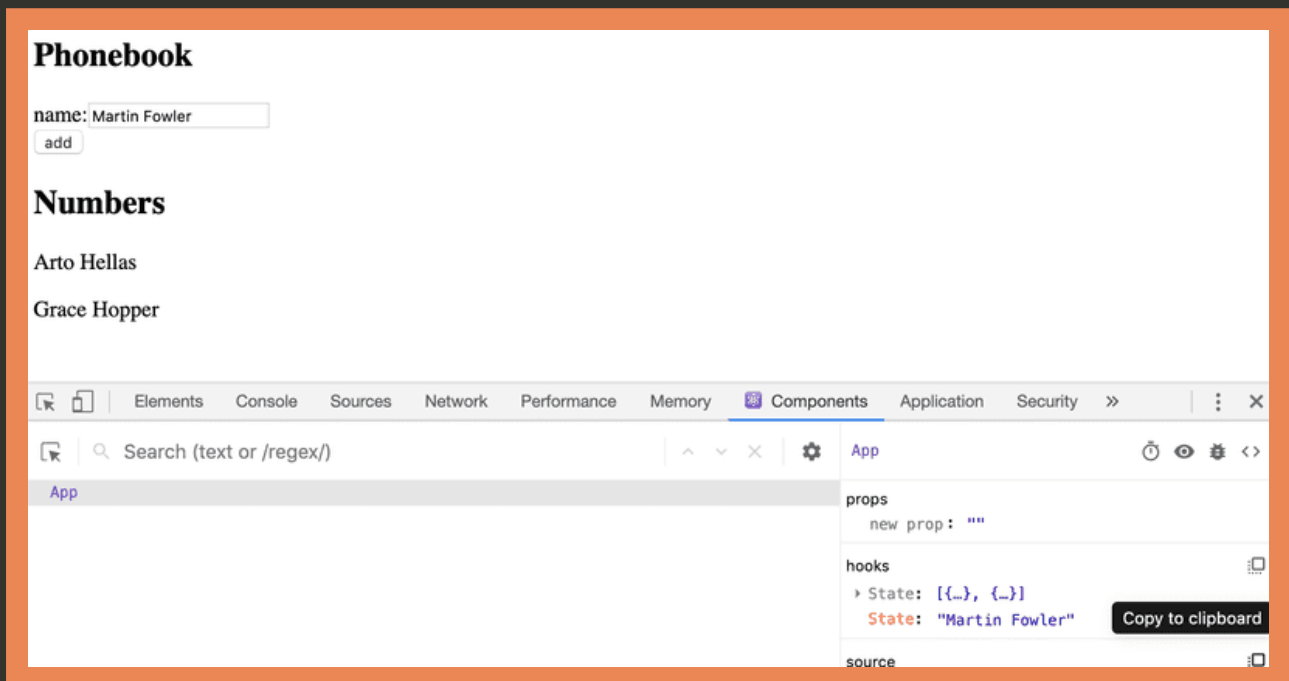 Phonebook
name: Martin Fowler
add
Numbers
Arto Hellas
Grace Hopper
Elements Console Sources Network Performance Memory Components Application Security »
Search (text or /regex/) App
App
props
new prop: ""
hooks
State: [{…}, {…}]
State: "Martin Fowler" Copy to clipboard
source